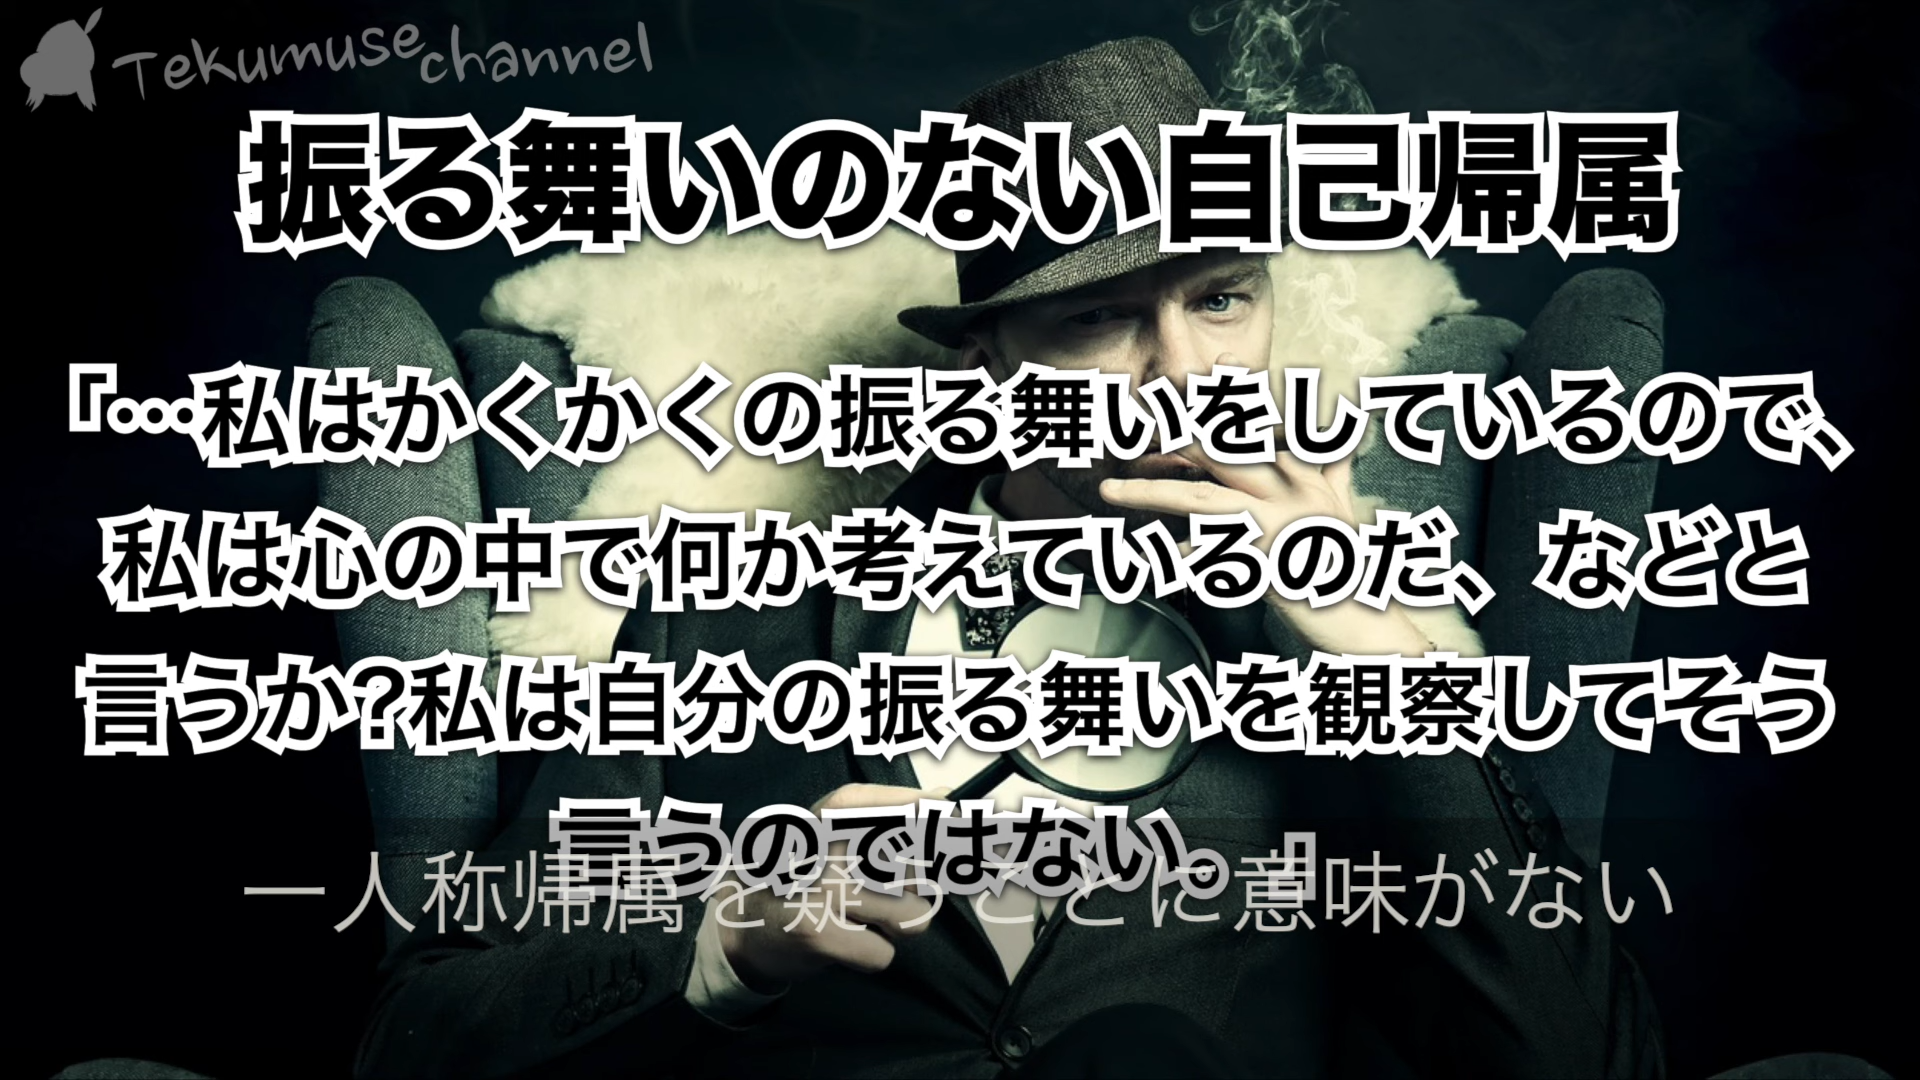 Tekumuse channel
振る舞いのない自己帰属
『…私はかくかくの振る舞いをしているので、
私は心の中で何か考えているのだ、などと
言うか?私は自分の振る舞いを観察してそう
言うのではない。』
一人称帰属を疑うことに意味がない